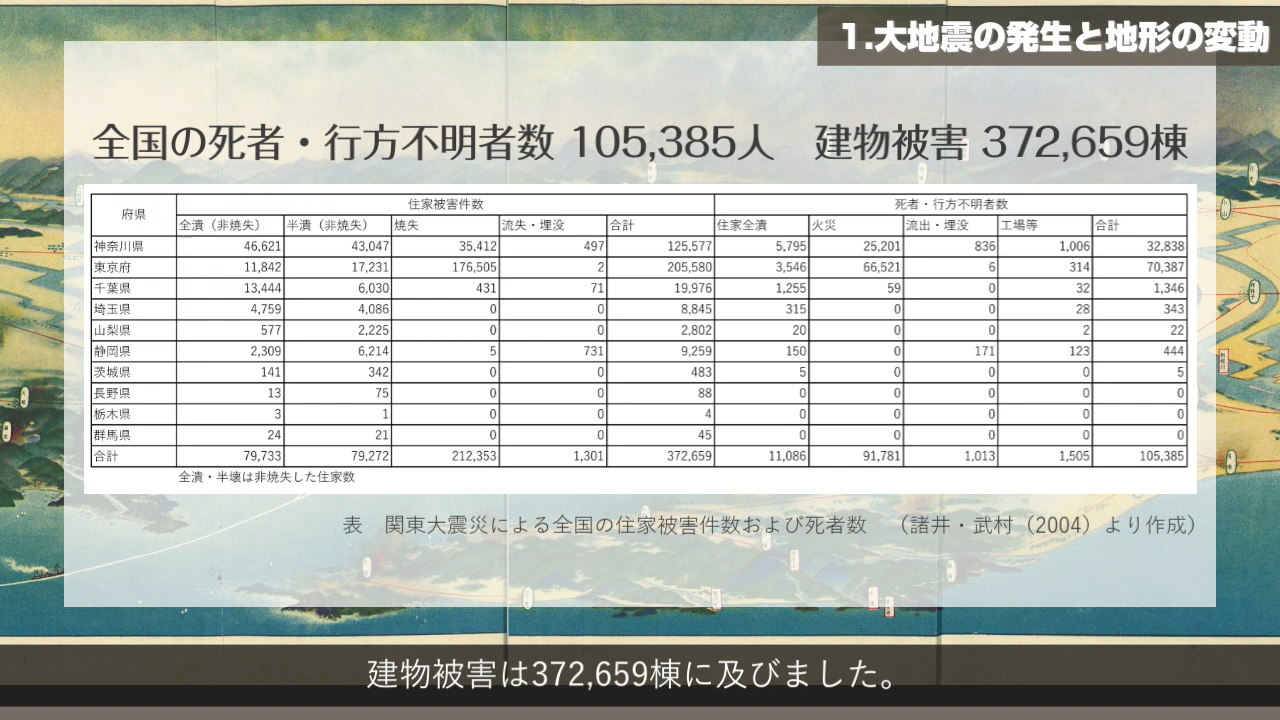 1.大地震の発生と地形の変動
全国の死者・行方不明者数 105,385人　建物被害 372,659棟
府県 住家被害件数 死者・行方不明者数
全潰（非焼失） 半潰（非焼失） 焼失 流失・埋没 合計 住家全潰 火災 流出・埋没 工場等 合計
神奈川県 46,621 43,047 35,412 497 125,577 5,795 25,201 836 1,006 32,838
東京府 11,842 17,231 176,505 2 205,580 3,546 66,521 6 314 70,387
千葉県 13,444 6,030 431 71 19,976 1,255 59 0 32 1,346
埼玉県 4,759 4,086 0 0 8,845 315 0 0 28 343
山梨県 577 2,225 0 0 2,802 20 0 0 2 22
静岡県 2,309 6,214 5 731 9,259 150 0 171 123 444
茨城県 141 342 0 0 483 5 0 0 0 5
長野県 13 75 0 0 88 0 0 0 0 0
栃木県 3 1 0 0 4 0 0 0 0 0
群馬県 24 21 0 0 45 0 0 0 0 0
合計 79,733 79,272 212,353 1,301 372,659 11,086 91,781 1,013 1,505 105,385
全潰・半壊は非焼失した住家数
表　関東大震災による全国の住家被害件数および死者数　（諸井・武村（2004）より作成）
建物被害は372,659棟に及びました。